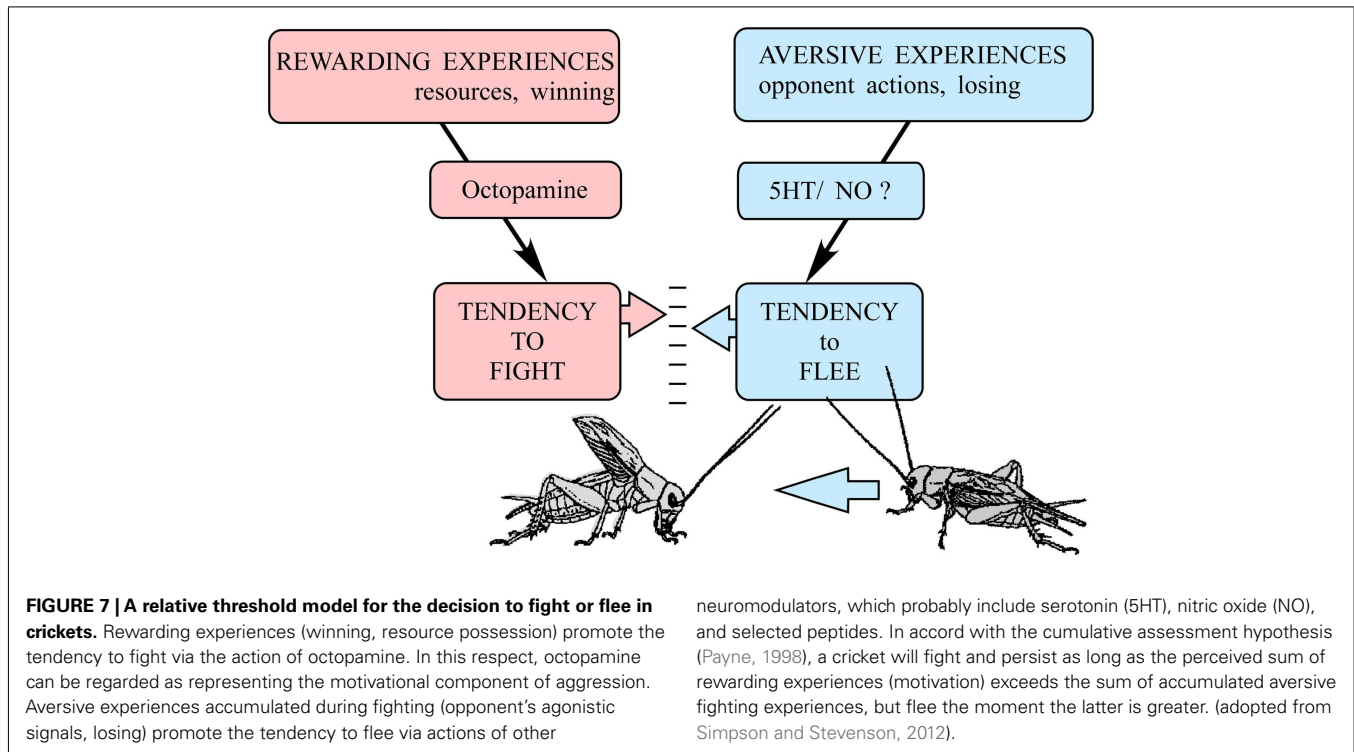 REWARDING EXPERIENCES
resources, winning
AVERSIVE EXPERIENCES
opponent actions, losing
Octopamine
5HT/ NO ?
TENDENCY
TO
FIGHT
TENDENCY
to
FLEE
FIGURE 7 | A relative threshold model for the decision to fight or flee in
crickets. Rewarding experiences (winning, resource possession) promote the
tendency to fight via the action of octopamine. In this respect, octopamine
can be regarded as representing the motivational component of aggression.
Aversive experiences accumulated during fighting (opponent's agonistic
signals, losing) promote the tendency to flee via actions of other
neuromodulators, which probably include serotonin (5HT), nitric oxide (NO),
and selected peptides. In accord with the cumulative assessment hypothesis
(Payne, 1998), a cricket will fight and persist as long as the perceived sum of
rewarding experiences (motivation) exceeds the sum of accumulated aversive
fighting experiences, but flee the moment the latter is greater. (adopted from
Simpson and Stevenson, 2012).